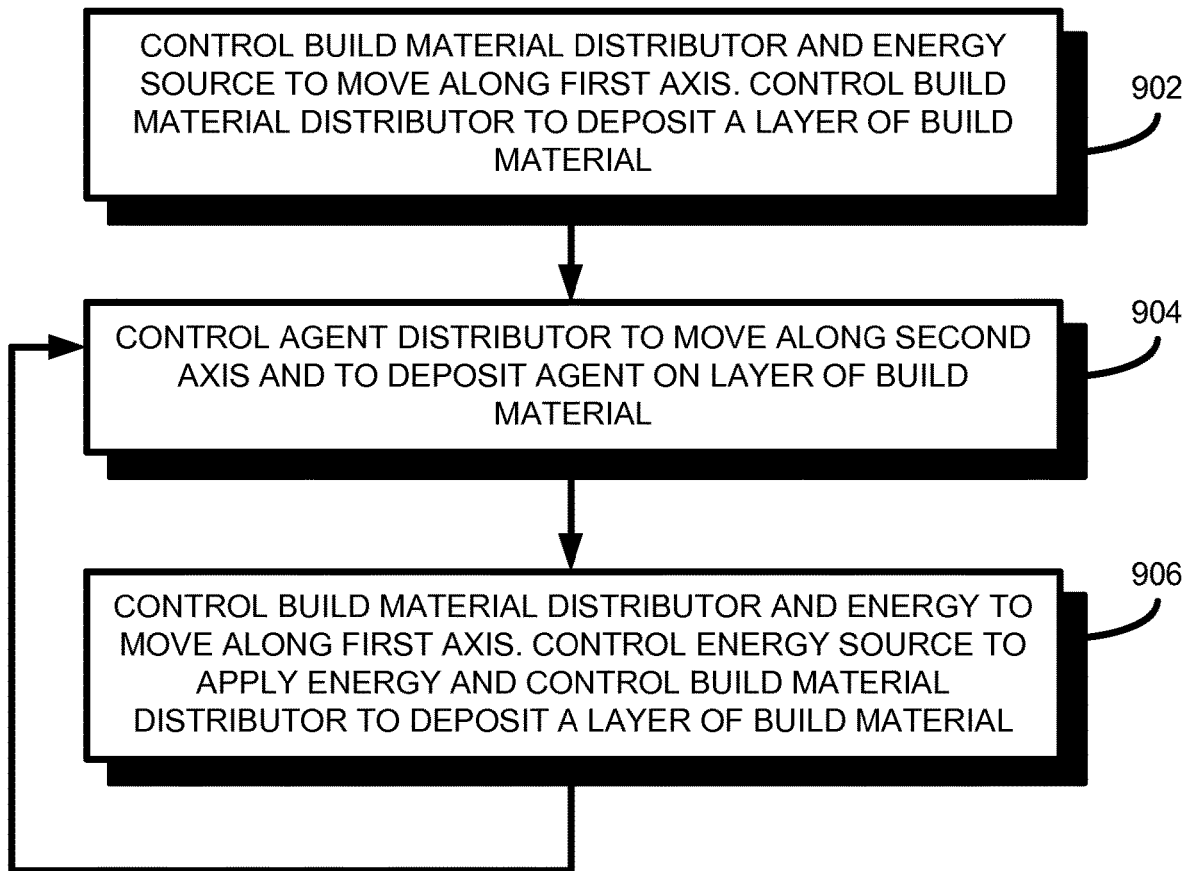 CONTROL BUILD MATERIAL DISTRIBUTOR AND ENERGY
SOURCE TO MOVE ALONG FIRST AXIS. CONTROL BUILD
MATERIAL DISTRIBUTOR TO DEPOSIT A LAYER OF BUILD
MATERIAL
902
CONTROL AGENT DISTRIBUTOR TO MOVE ALONG SECOND
AXIS AND TO DEPOSIT AGENT ON LAYER OF BUILD
MATERIAL
904
CONTROL BUILD MATERIAL DISTRIBUTOR AND ENERGY TO
MOVE ALONG FIRST AXIS. CONTROL ENERGY SOURCE TO
APPLY ENERGY AND CONTROL BUILD MATERIAL
DISTRIBUTOR TO DEPOSIT A LAYER OF BUILD MATERIAL
906